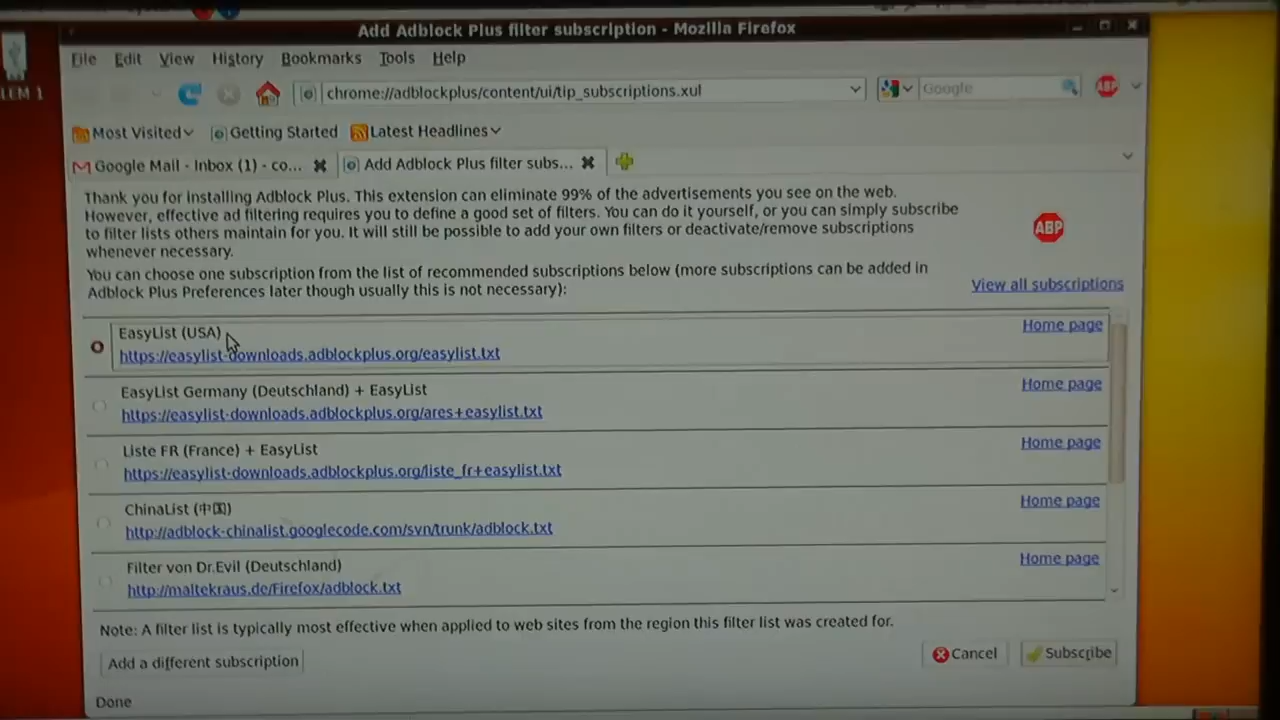 Add Adblock Plus filter subscription - Mozilla Firefox
File Edit View History Bookmarks Tools Help
chrome://adblockplus/content/ui/tip_subscriptions.xul
Google
ABP
Most Visited Getting Started Latest Headlines
Google Mail - Inbox (1) - co... Add Adblock Plus filter subs...
Thank you for installing Adblock Plus. This extension can eliminate 99% of the advertisements you see on the web.
However, effective ad filtering requires you to define a good set of filters. You can do it yourself, or you can simply subscribe
to filter lists others maintain for you. It will still be possible to add your own filters or deactivate/remove subscriptions
whenever necessary.
ABP
You can choose one subscription from the list of recommended subscriptions below (more subscriptions can be added in
Adblock Plus Preferences later though usually this is not necessary):
View all subscriptions
EasyList (USA)
Home page
https://easylist-downloads.adblockplus.org/easylist.txt
EasyList Germany (Deutschland) + EasyList
Home page
https://easylist-downloads.adblockplus.org/ares+easylist.txt
Liste FR (France) + EasyList
Home page
https://easylist-downloads.adblockplus.org/liste_fr+easylist.txt
ChinaList (中国)
Home page
http://adblock-chinalist.googlecode.com/svn/trunk/adblock.txt
Filter von Dr.Evil (Deutschland)
Home page
http://maltekraus.de/Firefox/adblock.txt
Note: A filter list is typically most effective when applied to web sites from the region this filter list was created for.
Add a different subscription
Cancel Subscribe
Done